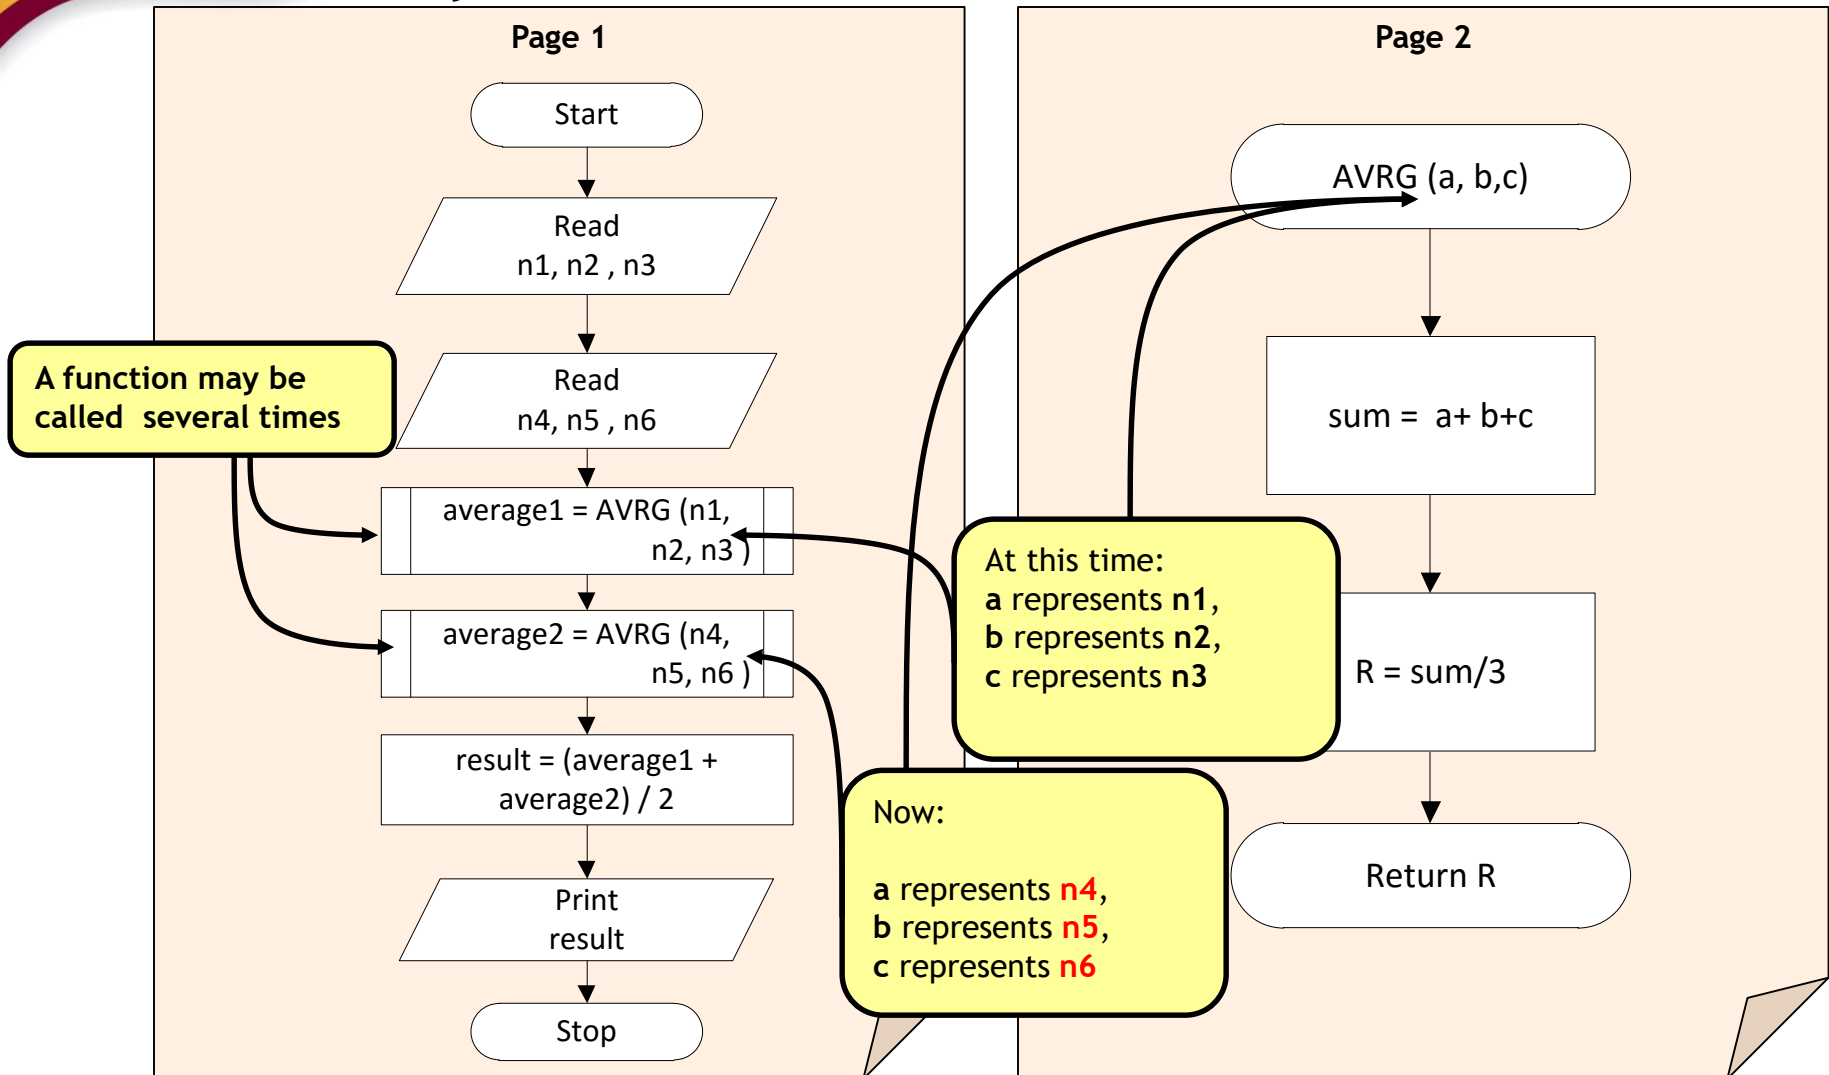 Page 1
Start
Read
n1, n2 , n3
Read
n4, n5 , n6
A function may be
called  several times
average1 = AVRG (n1,
n2, n3 )
average2 = AVRG (n4,
n5, n6 )
result = (average1 +
average2) / 2
Print
result
Stop
Page 2
AVRG (a, b,c)
sum =  a+ b+c
At this time:
a represents n1,
b represents n2,
c represents n3
R = sum/3
Now:
a represents n4,
b represents n5,
c represents n6
Return R